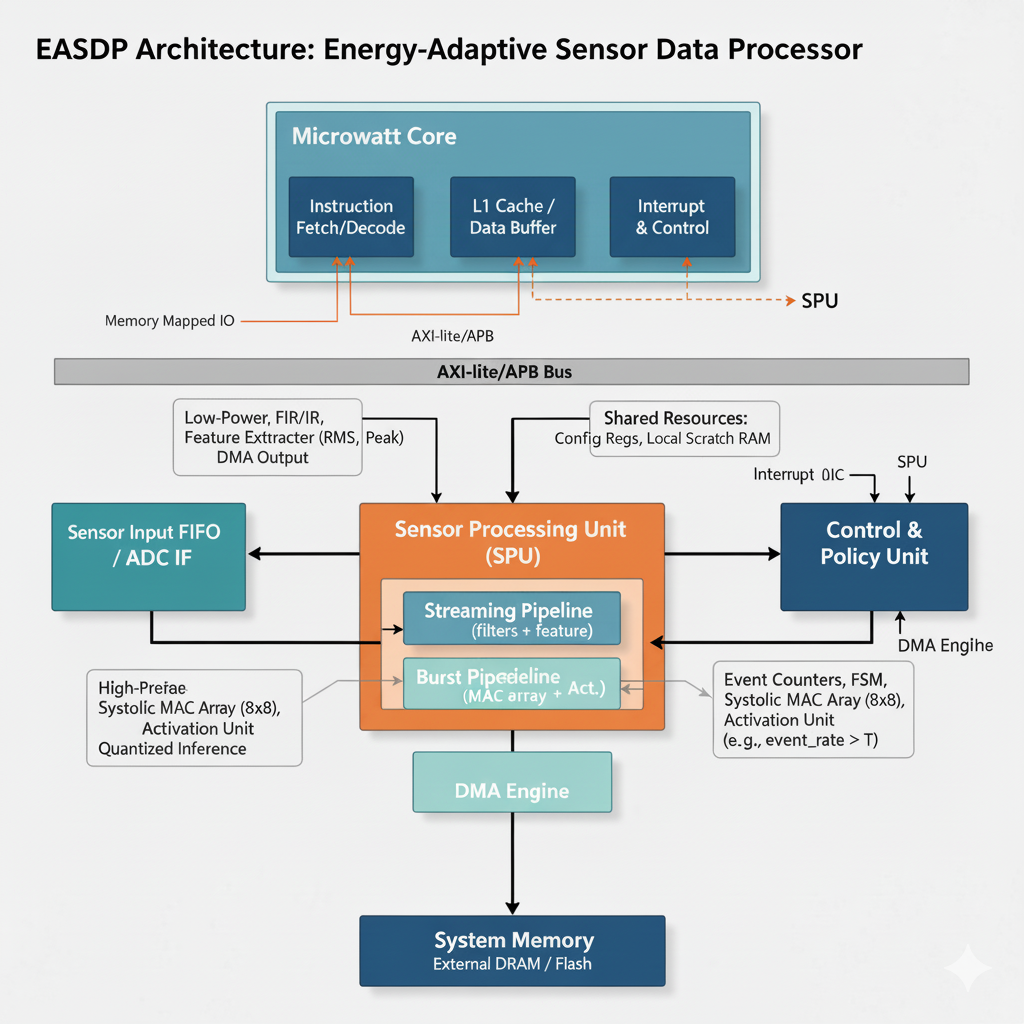 EASDP Architecture: Energy-Adaptive Sensor Data Processor
Microwatt Core
Instruction
Fetch/Decode
L1 Cache /
Data Buffer
Interrupt
& Control
SPU
Memory Mapped IO
AXI-lite/APB
AXI-lite/APB Bus
Low-Power, FIR/IR,
Feature Extracter (RMS, Peak)
DMA Output
Shared Resources:
Config Regs, Local Scratch RAM
Interrupt
SPU
Sensor Input FIFO
/ ADC IF
Sensor Processing Unit
(SPU)
Control &
Policy Unit
Streaming Pipeline
(filters + feature)
DMA Engihe
Burst
(MAC array + Act.)
Systolic MAC Array (8x8),
Activation Unit
Quantized Inference
Event Counters, FSM,
Systolic MAC Aray (8x8),
Activation Unit
(e.g., event_rate > T)
DMA Engine
System Memory
External DRAM / Flash